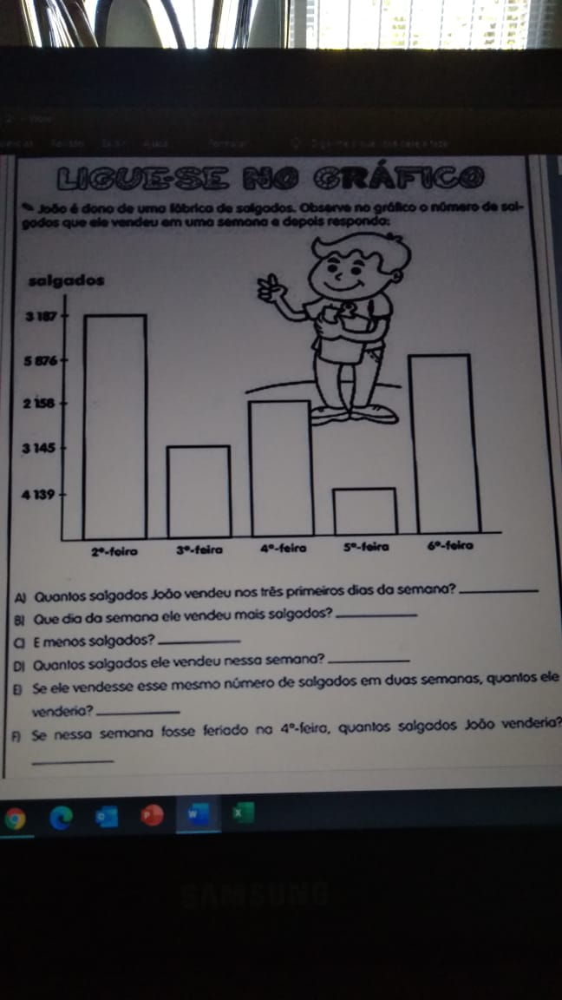 LIGUE-SE NO GRÁFICO
João é dono de uma fábrica de salgados. Observe no gráfico o número de sal-
gados que ele vendeu em uma semana e depois responda:
salgados
3 187
5 876
2 158
3 145
4 139
2ª-feira 3ª-feira 4ª-feira 5ª-feira 6ª-feira
A) Quantos salgados João vendeu nos três primeiros dias da semana?
B) Que dia da semana ele vendeu mais salgados?
C) E menos salgados?
D) Quantos salgados ele vendeu nessa semana?
E) Se ele vendesse esse mesmo número de salgados em duas semanas, quantos ele
venderia?
F) Se nessa semana fosse feriado na 4ª-feira, quantos salgados João venderia?
SAMSUNG